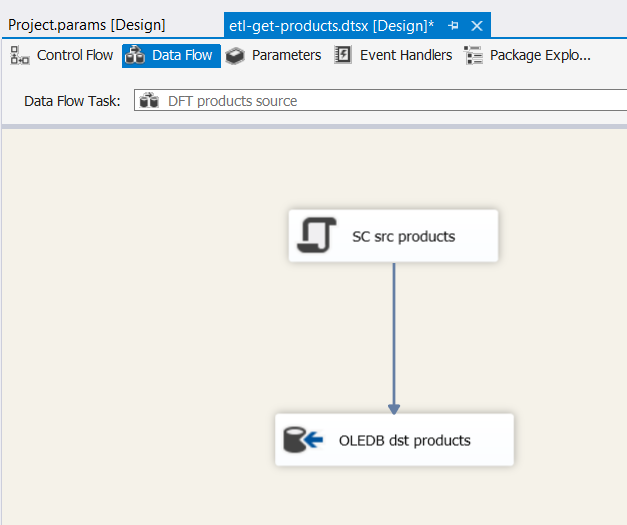 Project.params [Design] etl-get-products.dtsx [Design]*
Control Flow Data Flow Parameters Event Handlers Package Explo...
Data Flow Task: DFT products source
SC src products
OLEDB dst products